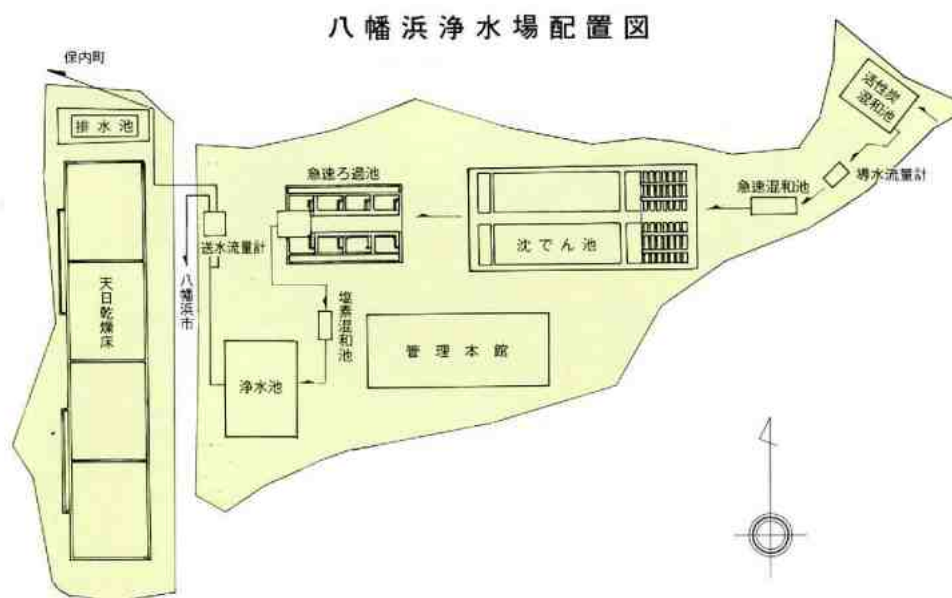 八幡浜浄水場配置図
保内町
排水池
天日乾燥床
八幡浜市
送水流量計
急速ろ過池
塩素混和池
浄水池
管理本館
沈でん池
急速混和池
導水流量計
活性炭
混和池